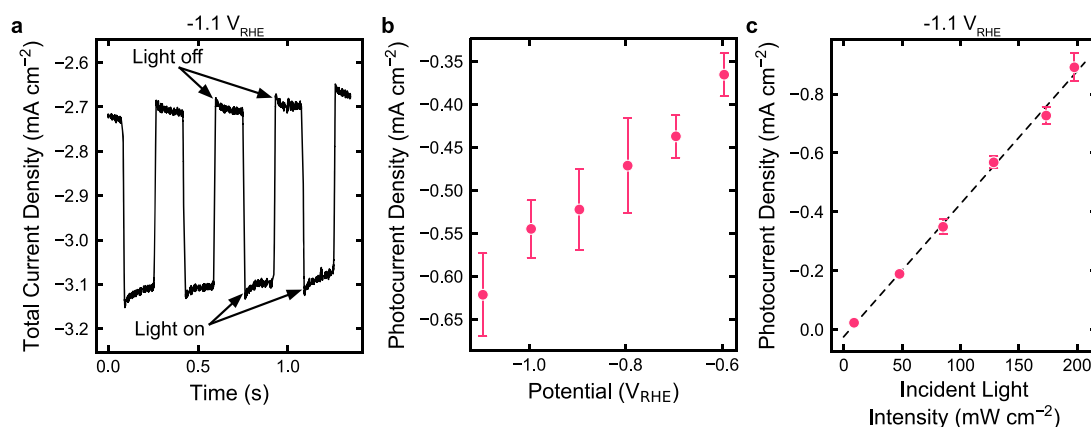 a
-1.1 V_RHE
Total Current Density (mA cm⁻²)
−2.6
−2.7
−2.8
−2.9
−3.0
−3.1
−3.2
Light off
Light on
0.0
0.5
1.0
Time (s)
b
Photocurrent Density (mA cm⁻²)
−0.35
−0.40
−0.45
−0.50
−0.55
−0.60
−0.65
−1.0
−0.8
−0.6
Potential (V_RHE)
c
-1.1 V_RHE
Photocurrent Density (mA cm⁻²)
−0.8
−0.6
−0.4
−0.2
0.0
0
50
100
150
200
Incident Light
Intensity (mW cm⁻²)